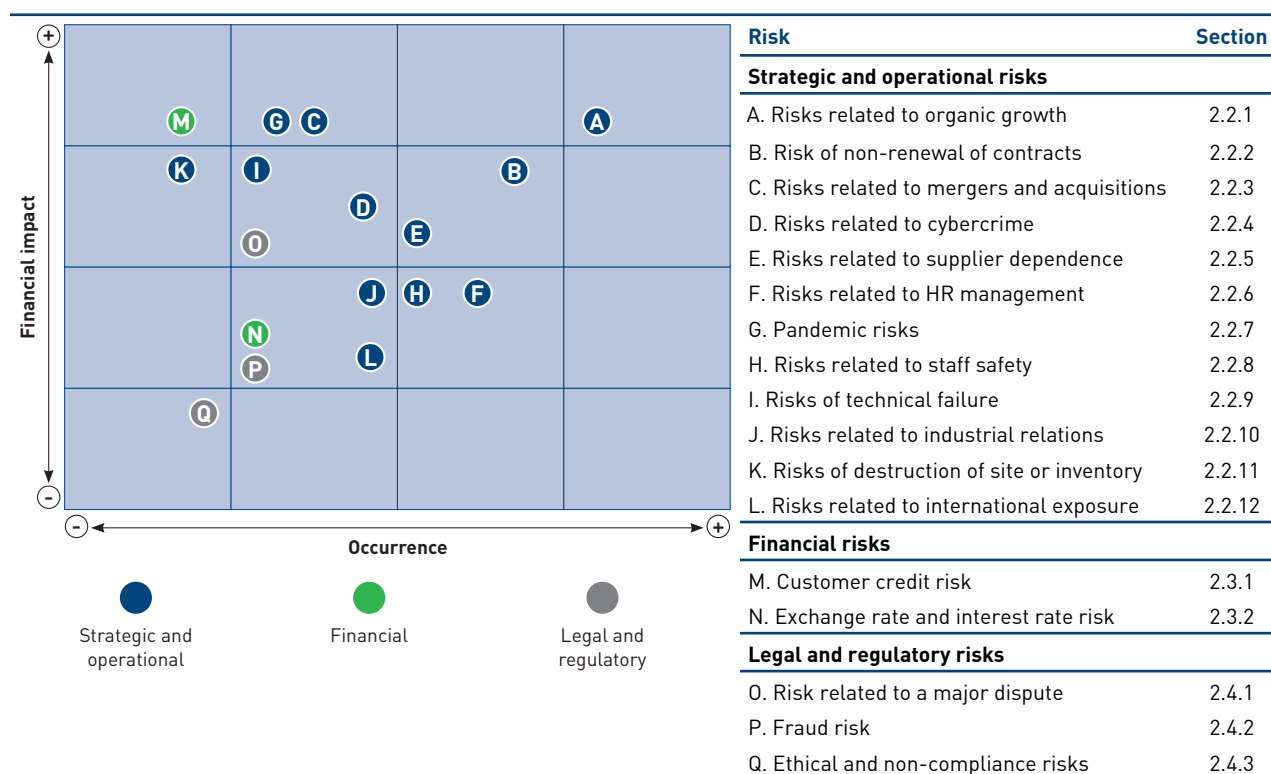 +
M
G
C
A
K
I
B
D
E
O
J
H
F
N
L
P
Q
Financial impact
-
- +
Occurrence
Strategic and
operational
Financial
Legal and
regulatory
Risk Section
Strategic and operational risks
A. Risks related to organic growth 2.2.1
B. Risk of non-renewal of contracts 2.2.2
C. Risks related to mergers and acquisitions 2.2.3
D. Risks related to cybercrime 2.2.4
E. Risks related to supplier dependence 2.2.5
F. Risks related to HR management 2.2.6
G. Pandemic risks 2.2.7
H. Risks related to staff safety 2.2.8
I. Risks of technical failure 2.2.9
J. Risks related to industrial relations 2.2.10
K. Risks of destruction of site or inventory 2.2.11
L. Risks related to international exposure 2.2.12
Financial risks
M. Customer credit risk 2.3.1
N. Exchange rate and interest rate risk 2.3.2
Legal and regulatory risks
O. Risk related to a major dispute 2.4.1
P. Fraud risk 2.4.2
Q. Ethical and non-compliance risks 2.4.3